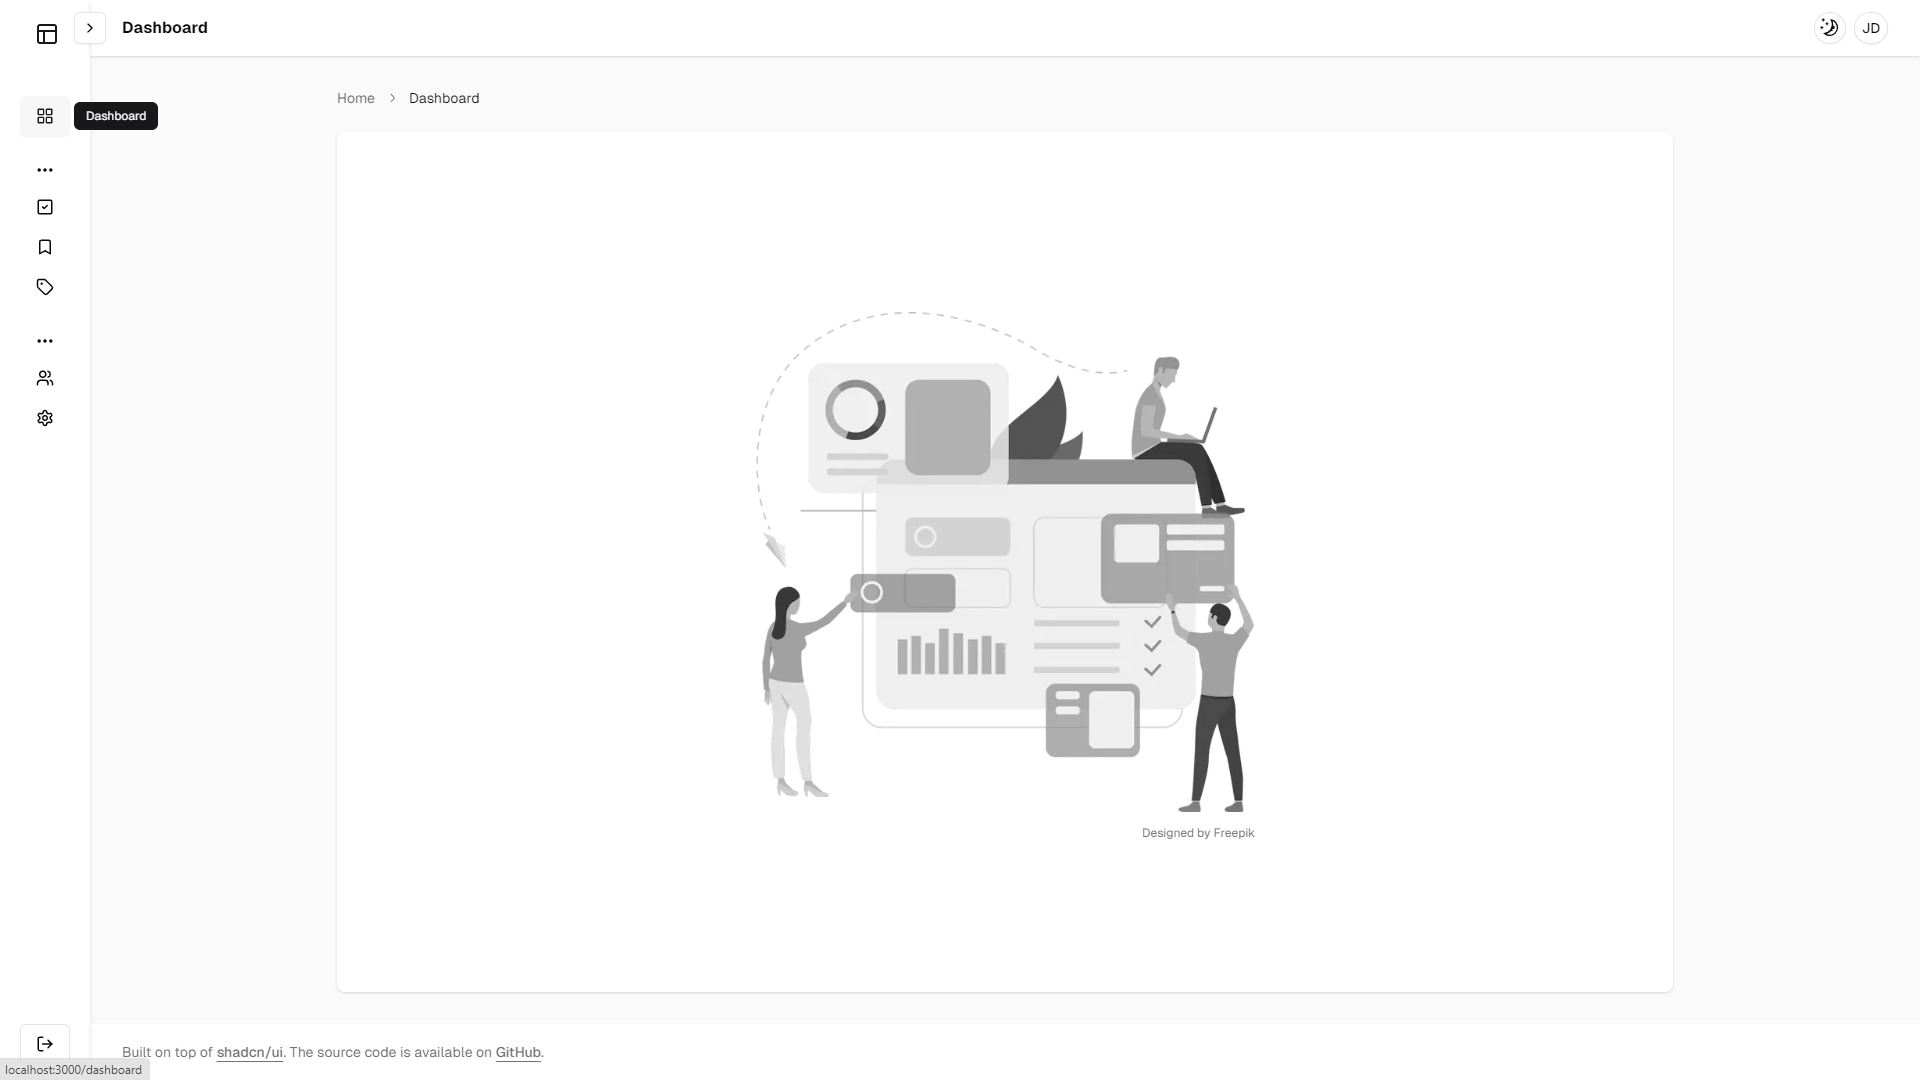 Dashboard
JD
Home
Dashboard
Dashboard
Designed by Freepik
Built on top of shadcn/ui. The source code is available on GitHub.
localhost:3000/dashboard